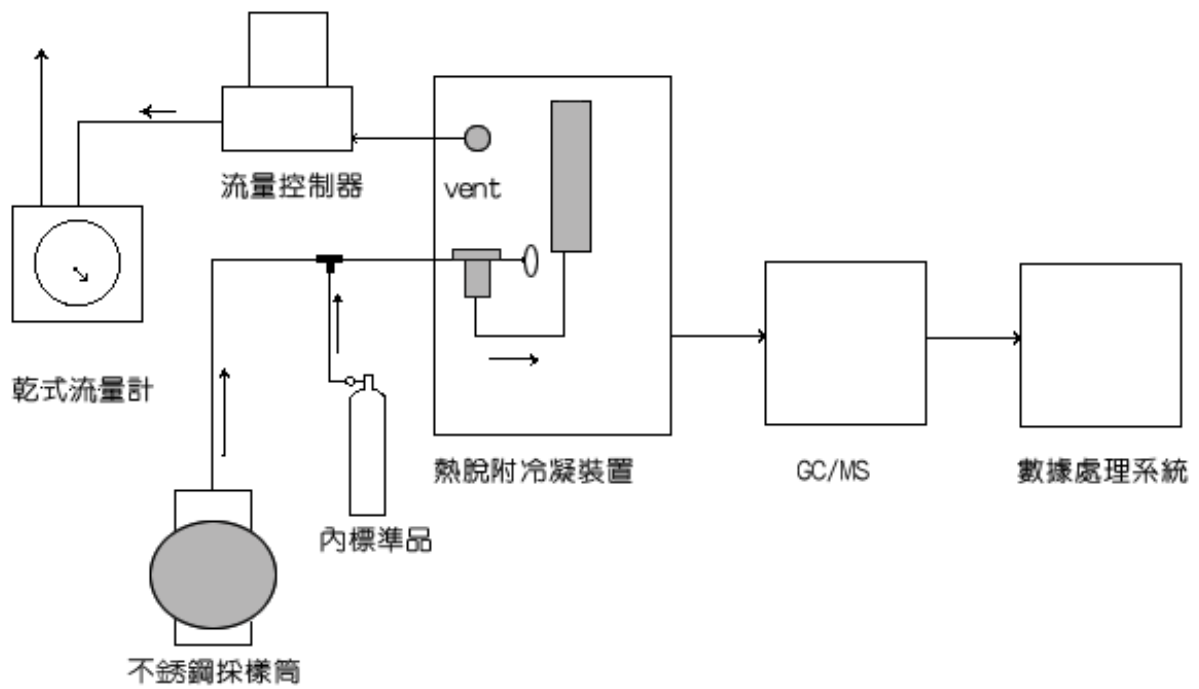 流量控制器
vent
乾式流量計
熱脫附冷凝裝置
GC/MS
數據處理系統
內標準品
不銹鋼採樣筒